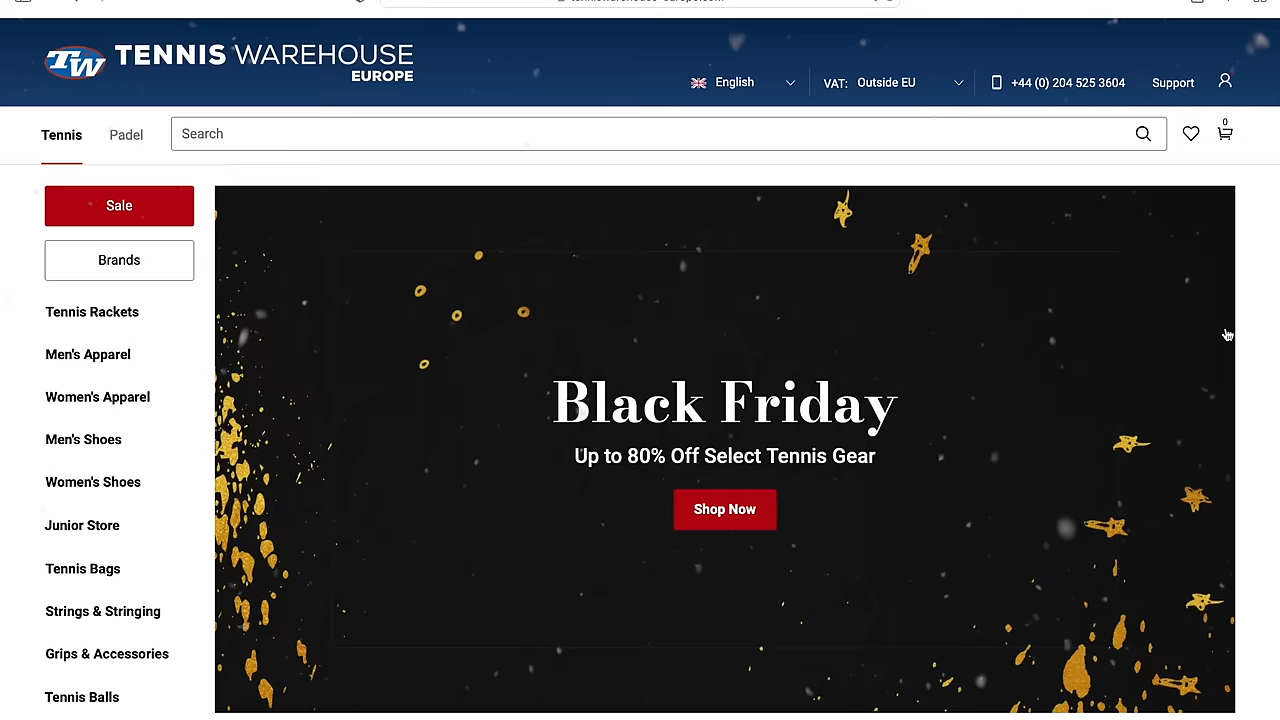 TW TENNIS WAREHOUSE
EUROPE
English
VAT: Outside EU
+44 (0) 204 525 3604
Support
Tennis
Padel
Search
0
Sale
Brands
Tennis Rackets
Men's Apparel
Women's Apparel
Men's Shoes
Women's Shoes
Junior Store
Tennis Bags
Strings & Stringing
Grips & Accessories
Tennis Balls
Black Friday
Up to 80% Off Select Tennis Gear
Shop Now